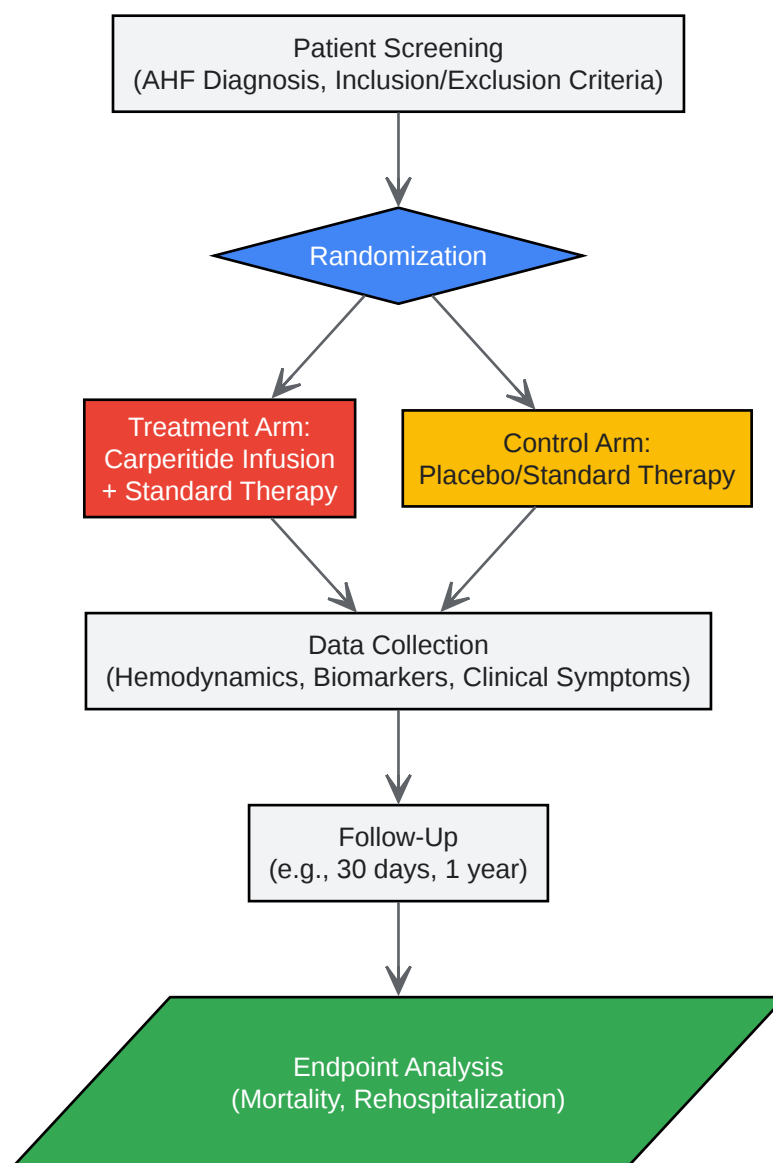 Patient Screening
(AHF Diagnosis, Inclusion/Exclusion Criteria)
Randomization
Treatment Arm:
Carperitide Infusion
+ Standard Therapy
Control Arm:
Placebo/Standard Therapy
Data Collection
(Hemodynamics, Biomarkers, Clinical Symptoms)
Follow-Up
(e.g., 30 days, 1 year)
Endpoint Analysis
(Mortality, Rehospitalization)